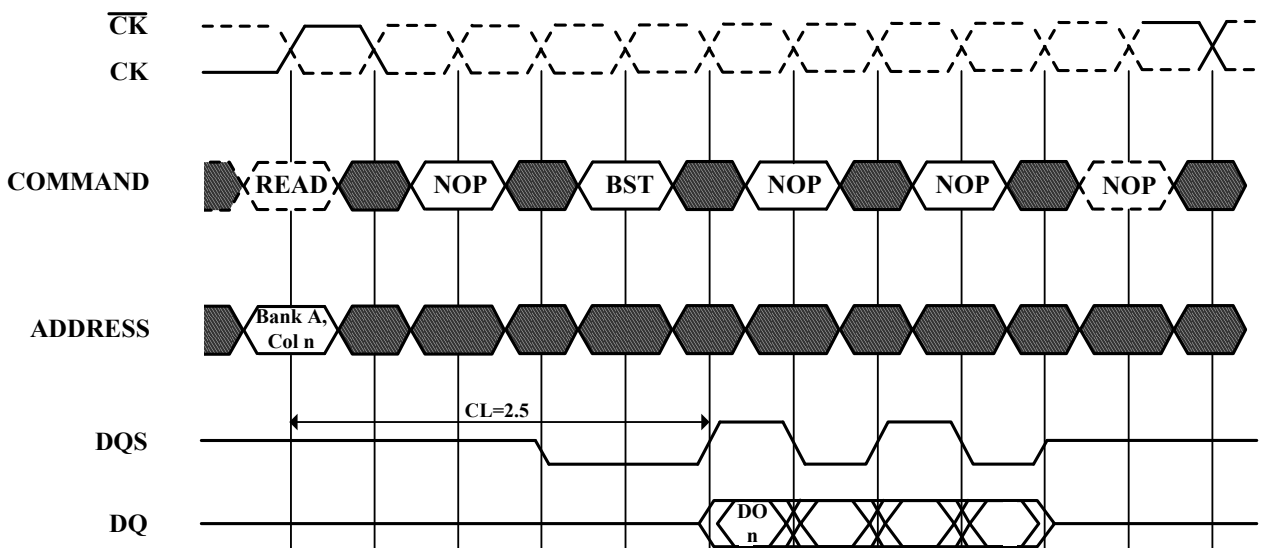 CK
CK
COMMAND
READ
NOP
BST
NOP
NOP
NOP
ADDRESS
Bank A,
Col n
CL=2.5
DQS
DQ
DO
n